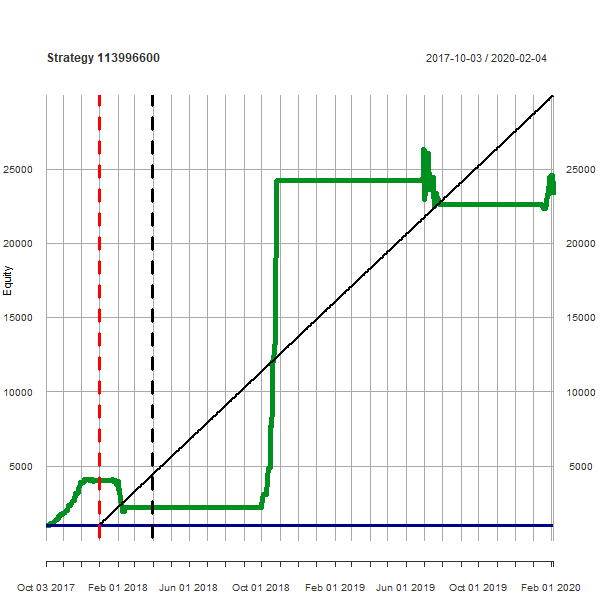 Strategy 113996600
2017-10-03 / 2020-02-04
25000
25000
20000
20000
Equity
15000
15000
10000
10000
5000
5000
Oct 03 2017
Feb 01 2018
Jun 01 2018
Oct 01 2018
Feb 01 2019
Jun 01 2019
Oct 01 2019
Feb 01 2020